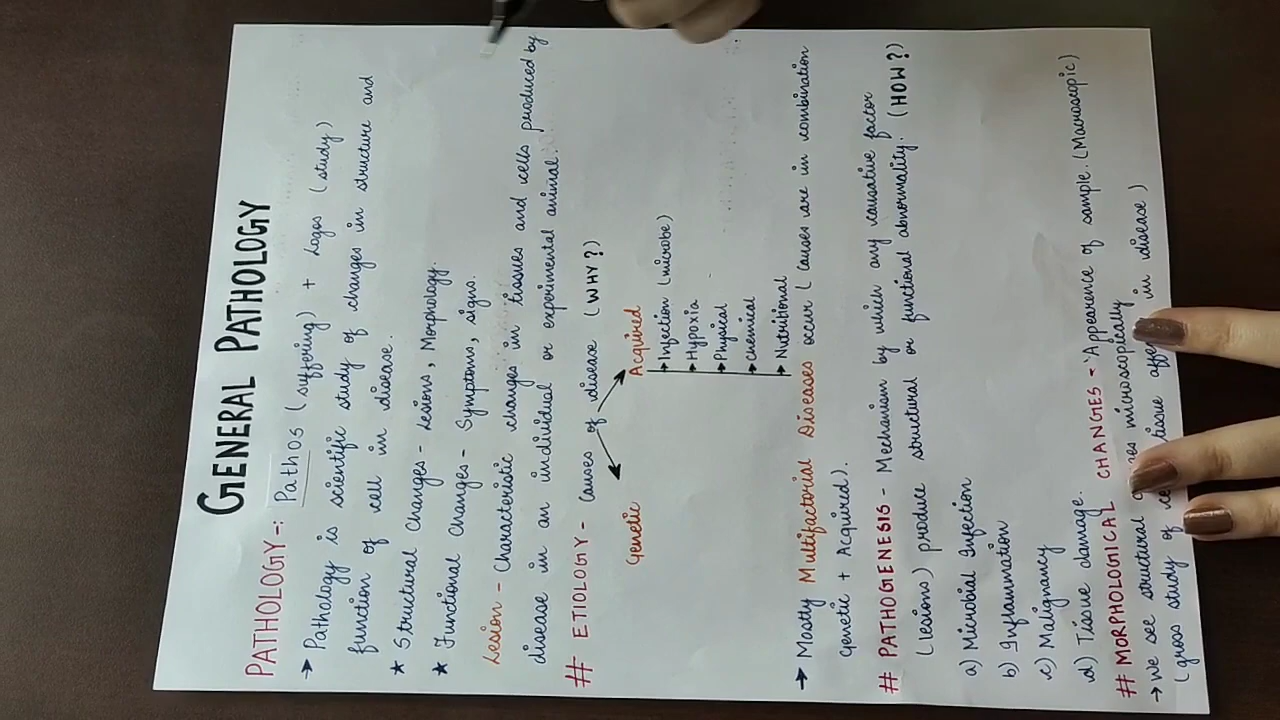 GENERAL PATHOLOGY
PATHOLOGY-: Pathos (suffering) + Logos (study)
→ Pathology is scientific study of changes in structure and
function of cell in disease.
★ Structural Changes - Lesions, Morphology.
★ Functional Changes - Symptoms, signs.
Lesion - Characteristic changes in tissues and cells produced by
disease in an individual or experimental animal.
# ETIOLOGY - Causes of disease (WHY?)
Genetic Acquired
→ Infection (microbe)
→ Hypoxia
→ Physical
→ Chemical
→ Nutritional
→ Mostly Multifactorial Diseases occur (causes are in combination
Genetic + Acquired).
# PATHOGENESIS - Mechanism by which any causative factor
(Lesions) produce structural or functional abnormality. (HOW?)
a) Microbial Infection
b) Inflammation
c) Malignancy
d) Tissue damage.
# MORPHOLOGICAL CHANGES - Apperence of sample. (Macroscopic)
→ We see structural microscopically
(gross study of tissue in disease)